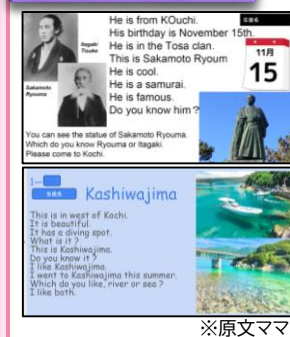 He is from KOuchi.
His birthday is November 15th.
He is in the Tosa clan.
This is Sakamoto Ryoum
He is cool.
He is a samurai.
He is famous.
Do you know him ?
Itagaki
Tisuke
Sakamoto
Ryouma
11月
15
You can see the statue of Sakamoto Ryouma.
Which do you know Ryouma or Itagaki.
Please come to Kochi.
1—
Kashiwajima
This is in west of Kochi.
It is beautiful.
It has a diving spot.
What is it ?
This is Kashiwajima.
Do you know it ?
I like Kashiwajima.
I went to Kashiwajima this summer.
Which do you like, river or sea ?
I like both.
※原文ママ